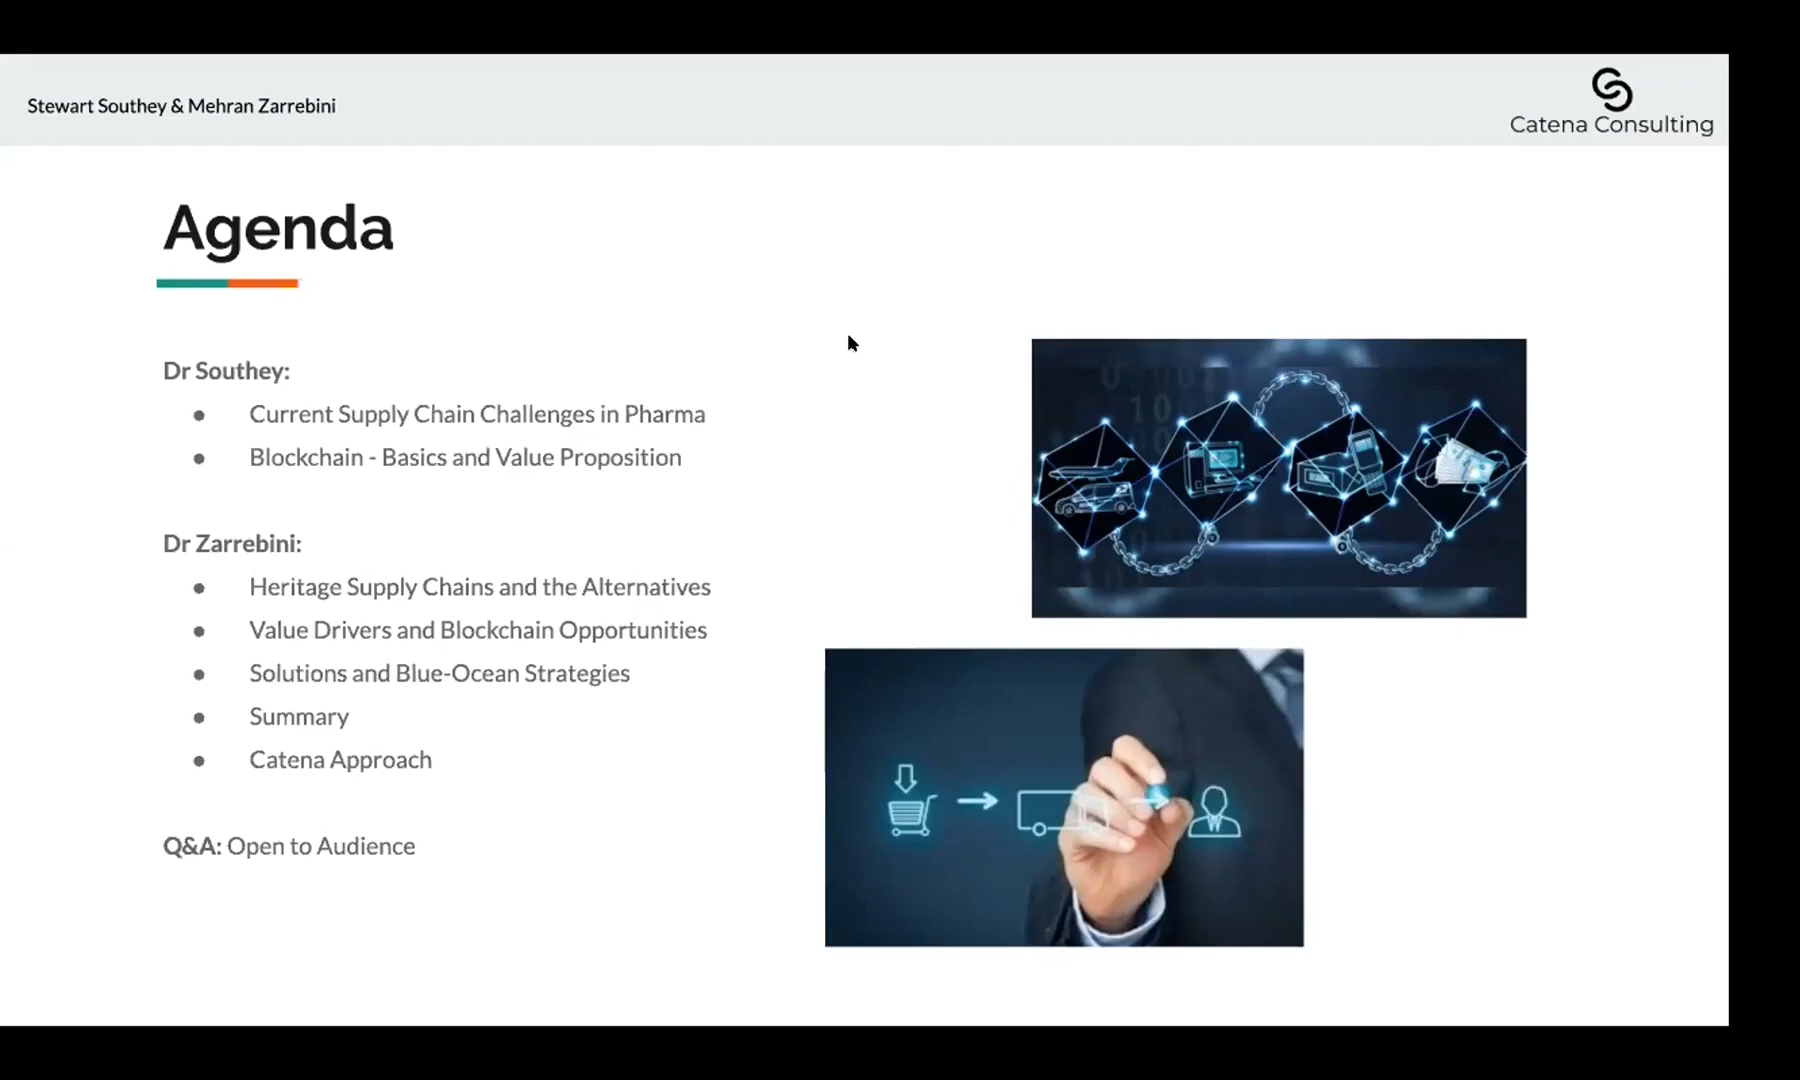 Stewart Southey & Mehran Zarrebini
Catena Consulting
Agenda
Dr Southey:
● Current Supply Chain Challenges in Pharma
● Blockchain - Basics and Value Proposition
Dr Zarrebini:
● Heritage Supply Chains and the Alternatives
● Value Drivers and Blockchain Opportunities
● Solutions and Blue-Ocean Strategies
● Summary
● Catena Approach
Q&A: Open to Audience